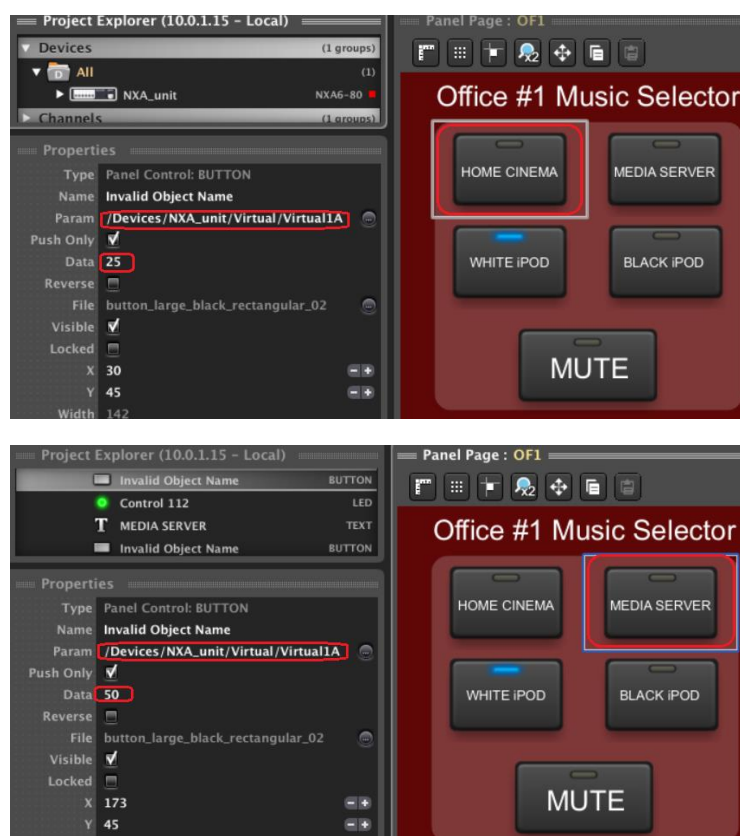 Project Explorer (10.0.1.15 - Local)
Devices (1 groups)
D All (1)
NXA_unit NXA6-80
Channels (1 groups)
Properties
Type Panel Control: BUTTON
Name Invalid Object Name
Param /Devices/NXA_unit/Virtual/Virtual1A
Push Only
Data 25
Reverse
File button_large_black_rectangular_02
Visible
Locked
X 30
Y 45
Width 142
Panel Page : OF1
x2
Office #1 Music Selector
HOME CINEMA MEDIA SERVER
WHITE iPOD BLACK iPOD
MUTE
Project Explorer (10.0.1.15 - Local)
Invalid Object Name BUTTON
Control 112 LED
T MEDIA SERVER TEXT
Invalid Object Name BUTTON
Properties
Type Panel Control: BUTTON
Name Invalid Object Name
Param /Devices/NXA_unit/Virtual/Virtual1A
Push Only
Data 50
Reverse
File button_large_black_rectangular_02
Visible
Locked
X 173
Y 45
Panel Page : OF1
x2
Office #1 Music Selector
HOME CINEMA MEDIA SERVER
WHITE iPOD BLACK iPOD
MUTE